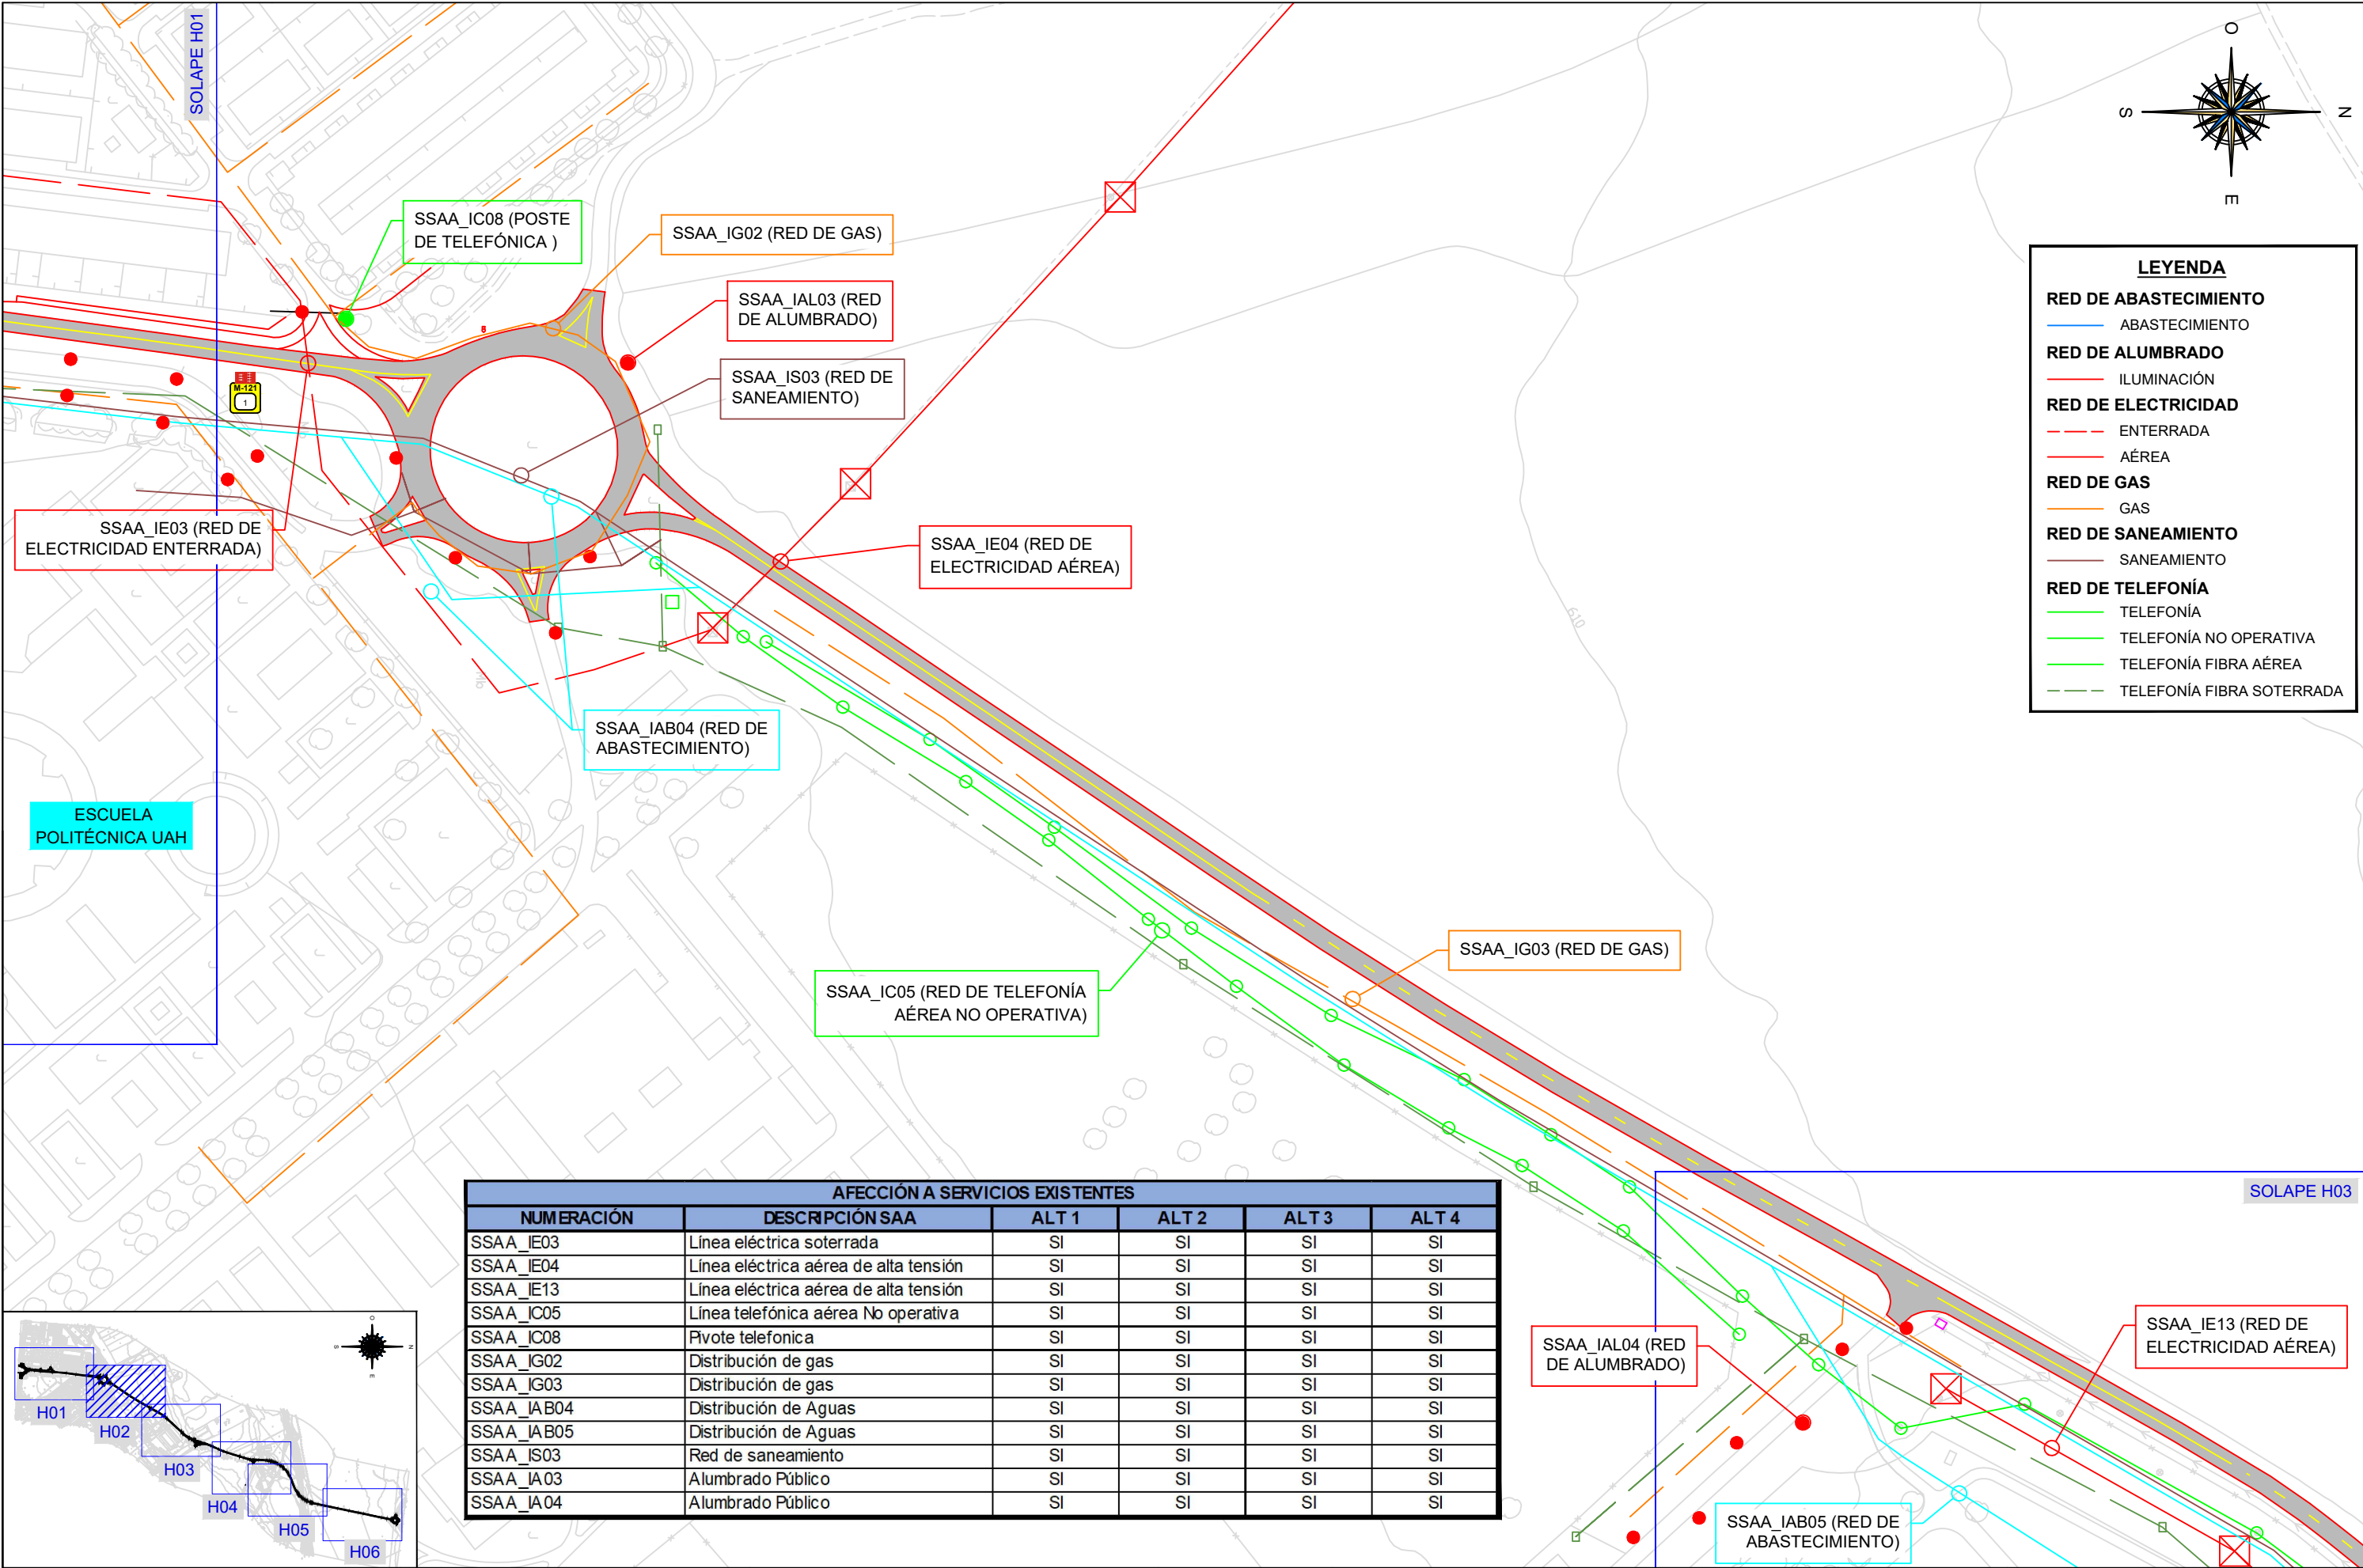 SOLAPE H01
O
S
N
E
SSAA_IC08 (POSTE
DE TELEFÓNICA )
SSAA_IG02 (RED DE GAS)
SSAA_IAL03 (RED
DE ALUMBRADO)
SSAA_IS03 (RED DE
SANEAMIENTO)
M-121
1
SSAA_IE03 (RED DE
ELECTRICIDAD ENTERRADA)
SSAA_IE04 (RED DE
ELECTRICIDAD AÉREA)
610
SSAA_IAB04 (RED DE
ABASTECIMIENTO)
ESCUELA
POLITÉCNICA UAH
LEYENDA
RED DE ABASTECIMIENTO
ABASTECIMIENTO
RED DE ALUMBRADO
ILUMINACIÓN
RED DE ELECTRICIDAD
ENTERRADA
AÉREA
RED DE GAS
GAS
RED DE SANEAMIENTO
SANEAMIENTO
RED DE TELEFONÍA
TELEFONÍA
TELEFONÍA NO OPERATIVA
TELEFONÍA FIBRA AÉREA
TELEFONÍA FIBRA SOTERRADA
SSAA_IG03 (RED DE GAS)
SSAA_IC05 (RED DE TELEFONÍA
AÉREA NO OPERATIVA)
SOLAPE H03
AFECCIÓN A SERVICIOS EXISTENTES
NUMERACIÓN DESCRIPCIÓN SAA ALT 1 ALT 2 ALT 3 ALT 4
SSAA_IE03 Línea eléctrica soterrada SI SI SI SI
SSAA_IE04 Línea eléctrica aérea de alta tensión SI SI SI SI
SSAA_IE13 Línea eléctrica aérea de alta tensión SI SI SI SI
SSAA_IC05 Línea telefónica aérea No operativa SI SI SI SI
SSAA_IC08 Pivote telefonica SI SI SI SI
SSAA_IG02 Distribución de gas SI SI SI SI
SSAA_IG03 Distribución de gas SI SI SI SI
SSAA_IAB04 Distribución de Aguas SI SI SI SI
SSAA_IAB05 Distribución de Aguas SI SI SI SI
SSAA_IS03 Red de saneamiento SI SI SI SI
SSAA_IA03 Alumbrado Público SI SI SI SI
SSAA_IA04 Alumbrado Público SI SI SI SI
SSAA_IAL04 (RED
DE ALUMBRADO)
SSAA_IE13 (RED DE
ELECTRICIDAD AÉREA)
SSAA_IAB05 (RED DE
ABASTECIMIENTO)
O
S
N
E
H01
H02
H03
H04
H05
H06